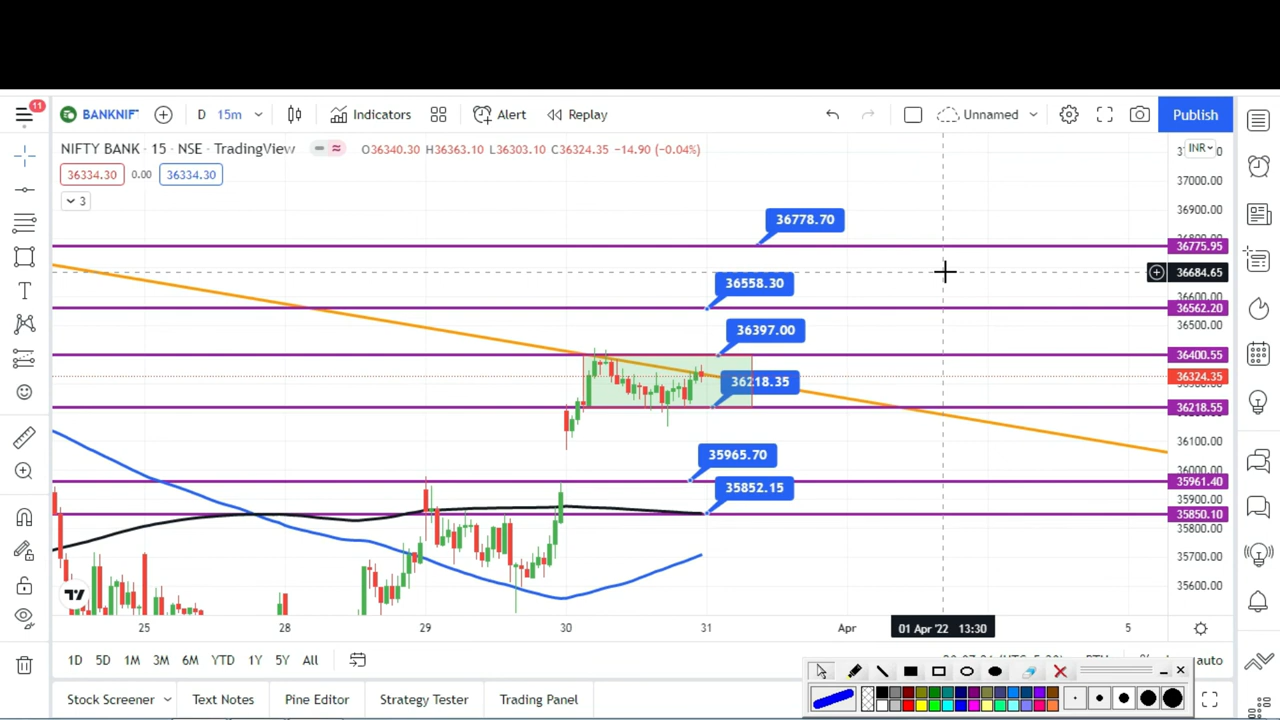 11
BANKNIF
D
15m
Indicators
Alert
Replay
Unnamed
Publish
NIFTY BANK · 15 · NSE · TradingView
O36340.30 H36363.10 L36303.10 C36324.35 −14.90 (−0.04%)
INR
36334.30
0.00
36334.30
37000.00
3
36900.00
36778.70
36775.95
36684.65
36558.30
36600.00
36562.20
36500.00
36397.00
36400.55
36324.35
36218.35
36218.55
36100.00
35965.70
36000.00
35961.40
35852.15
35900.00
35850.10
35800.00
35700.00
35600.00
25
28
29
30
31
Apr
01 Apr '22 13:30
5
1D
5D
1M
3M
6M
YTD
1Y
5Y
All
auto
Stock Screener
Text Notes
Pine Editor
Strategy Tester
Trading Panel